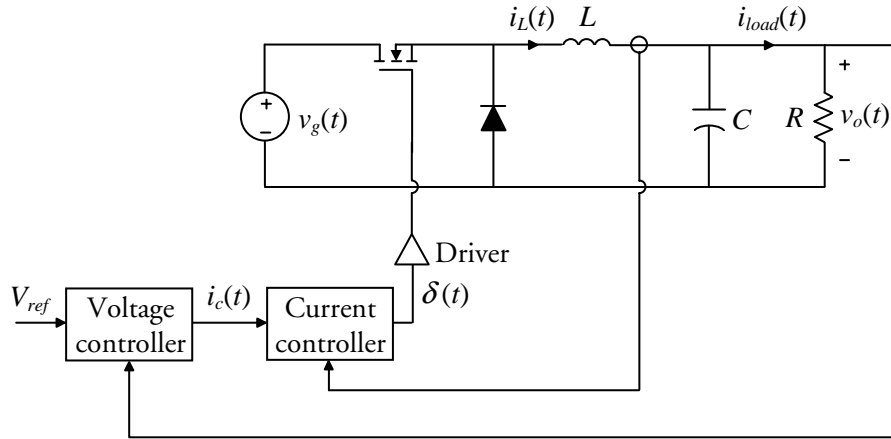 i_L(t)
L
i_load(t)
+
+
−
v_g(t)
C
R
v_o(t)
−
Driver
V_ref
Voltage
controller
i_c(t)
Current
controller
δ(t)